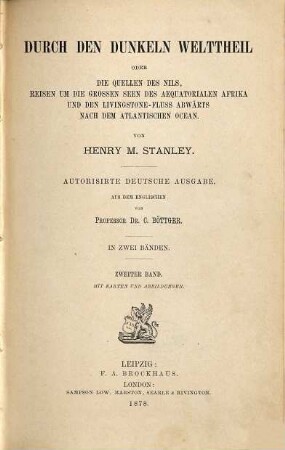 DURCH DEN DUNKELN WELTTHEIL
ODER
DIE QUELLEN DES NILS,
REISEN UM DIE GROSSEN SEEN DES AEQUATORIALEN AFRIKA
UND DEN LIVINGSTONE-FLUSS ABWÄRTS
NACH DEM ATLANTISCHEN OCEAN.
VON
HENRY M. STANLEY.
AUTORISIRTE DEUTSCHE AUSGABE.
AUS DEM ENGLISCHEN
VON
PROFESSOR DR. C. BÖTTGER.
IN ZWEI BÄNDEN.
ZWEITER BAND.
MIT KARTEN UND ABBILDUNGEN.
LEIPZIG:
F. A. BROCKHAUS.
LONDON:
SAMPSON LOW, MARSTON, SEARLE & RIVINGTON.
1878.